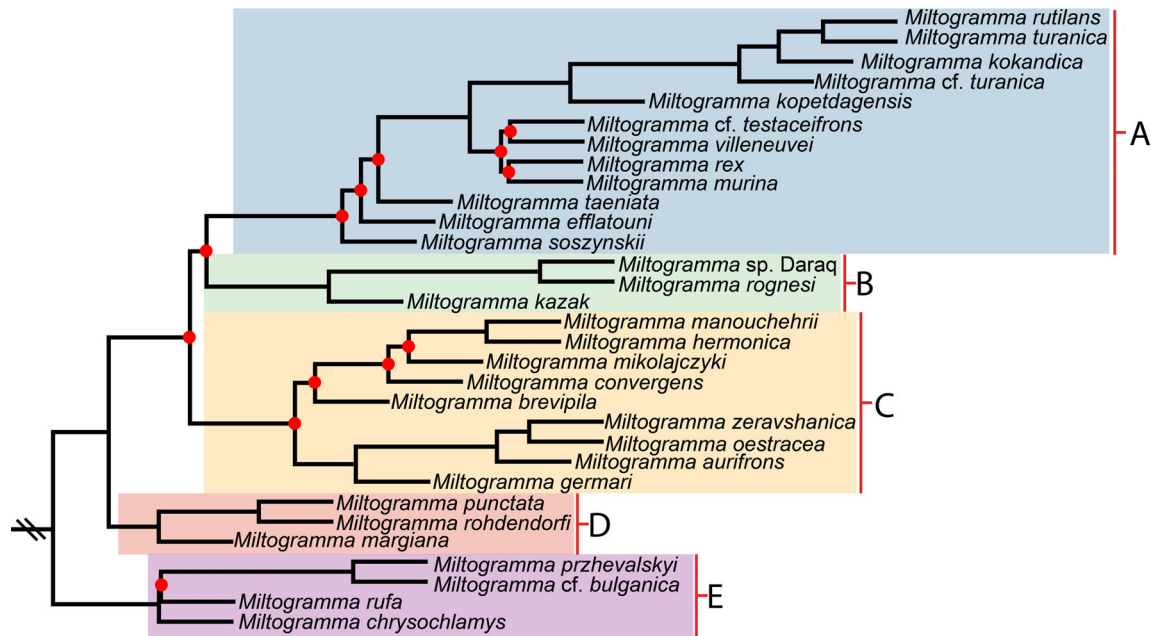 Miltogramma rutilans
Miltogramma turanica
Miltogramma kokandica
Miltogramma cf. turanica
Miltogramma kopetdagensis
Miltogramma cf. testaceifrons
Miltogramma villeneuvei
Miltogramma rex
Miltogramma murina
Miltogramma taeniata
Miltogramma efflatouni
Miltogramma soszynskii
A
Miltogramma sp. Daraq
Miltogramma rognesi
Miltogramma kazak
B
Miltogramma manouchehrii
Miltogramma hermonica
Miltogramma mikolajczyki
Miltogramma convergens
Miltogramma brevipila
Miltogramma zeravshanica
Miltogramma oestracea
Miltogramma aurifrons
Miltogramma germari
C
Miltogramma punctata
Miltogramma rohdendorfi
Miltogramma margiana
D
Miltogramma przhevalskyi
Miltogramma cf. bulganica
Miltogramma rufa
Miltogramma chrysochlamys
E